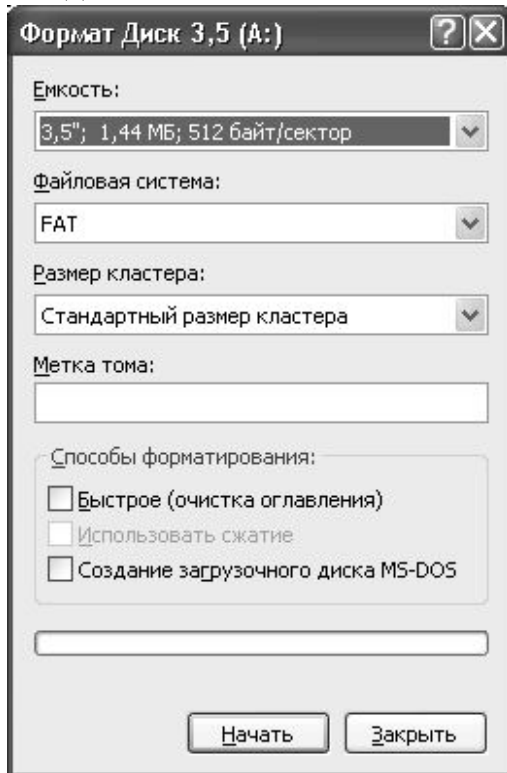 Формат Диск 3,5 (A:)
Емкость:
3,5"; 1,44 МБ; 512 байт/сектор
Файловая система:
FAT
Размер кластера:
Стандартный размер кластера
Метка тома:
Способы форматирования:
Быстрое (очистка оглавления)
Использовать сжатие
Создание загрузочного диска MS-DOS
Начать Закрыть